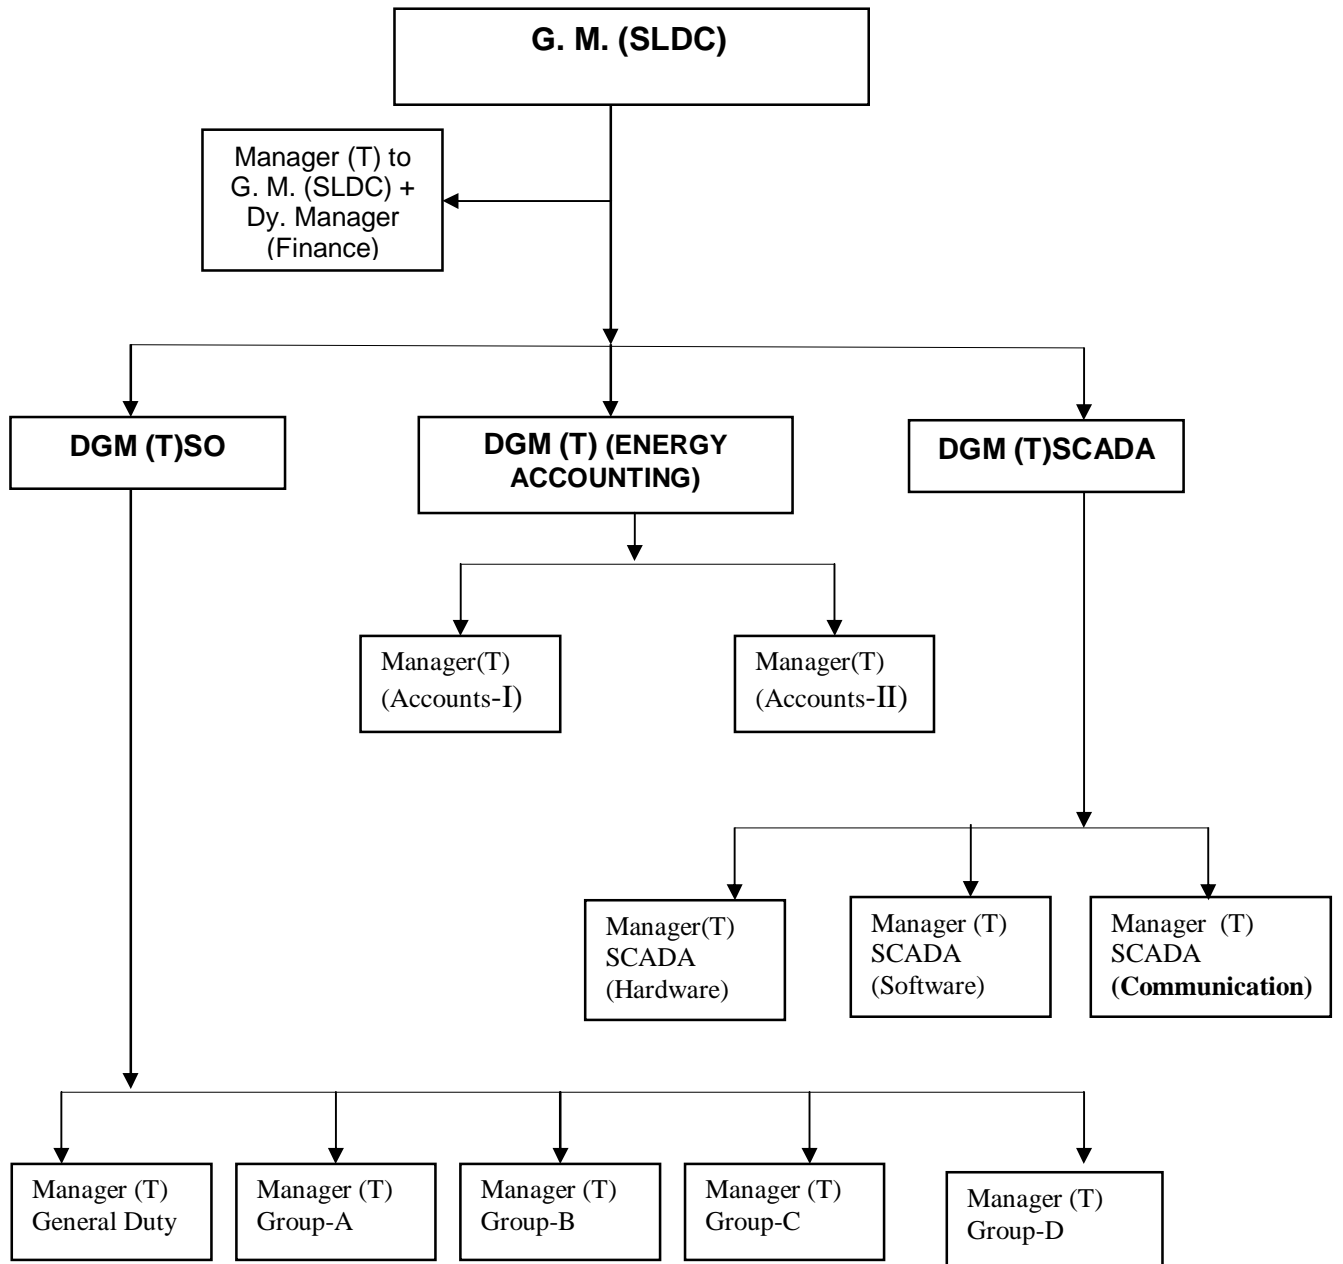 G. M. (SLDC)
Manager (T) to
G. M. (SLDC) +
Dy. Manager
(Finance)
DGM (T)SO
DGM (T) (ENERGY
ACCOUNTING)
DGM (T)SCADA
Manager(T)
(Accounts-I)
Manager(T)
(Accounts-II)
Manager(T)
SCADA
(Hardware)
Manager (T)
SCADA
(Software)
Manager (T)
SCADA
(Communication)
Manager (T)
General Duty
Manager (T)
Group-A
Manager (T)
Group-B
Manager (T)
Group-C
Manager (T)
Group-D